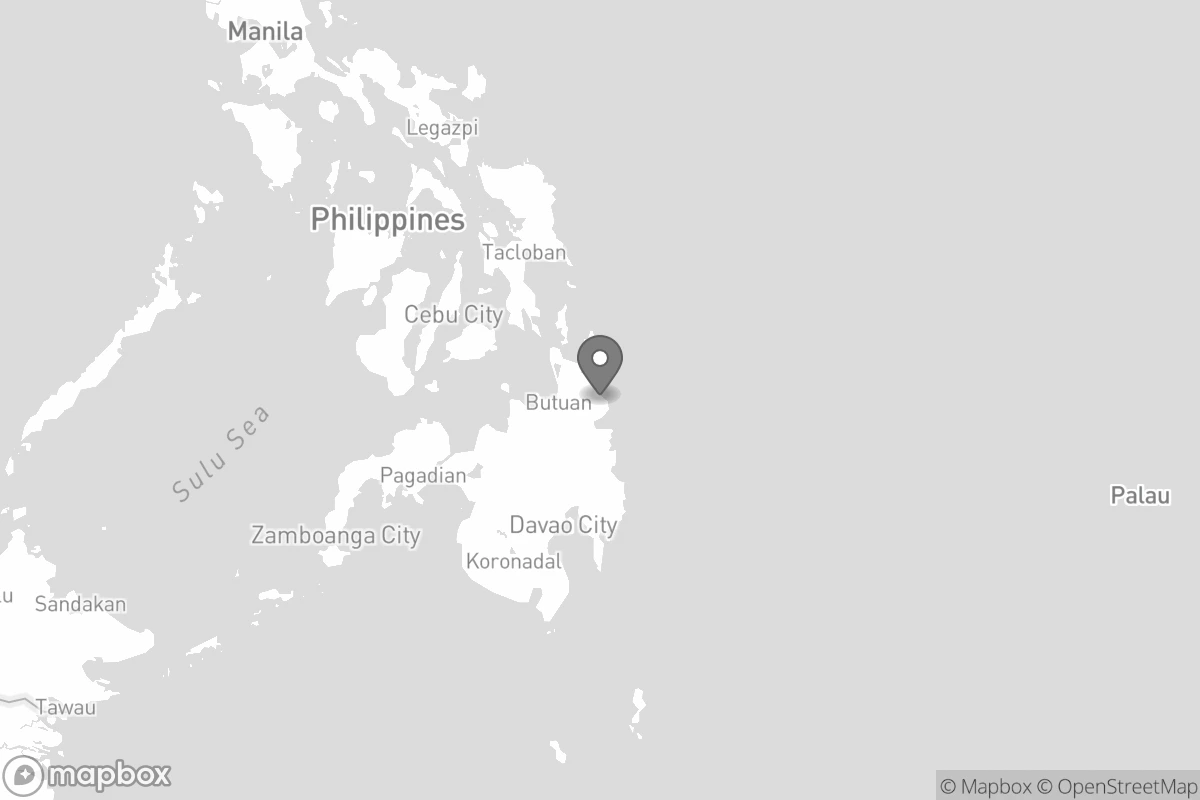 Manila
Legazpi
Philippines
Tacloban
Cebu City
Butuan
Sulu Sea
Pagadian
Palau
Davao City
Zamboanga City
Koronadal
Sandakan
Tawau
mapbox
© Mapbox © OpenStreetMap